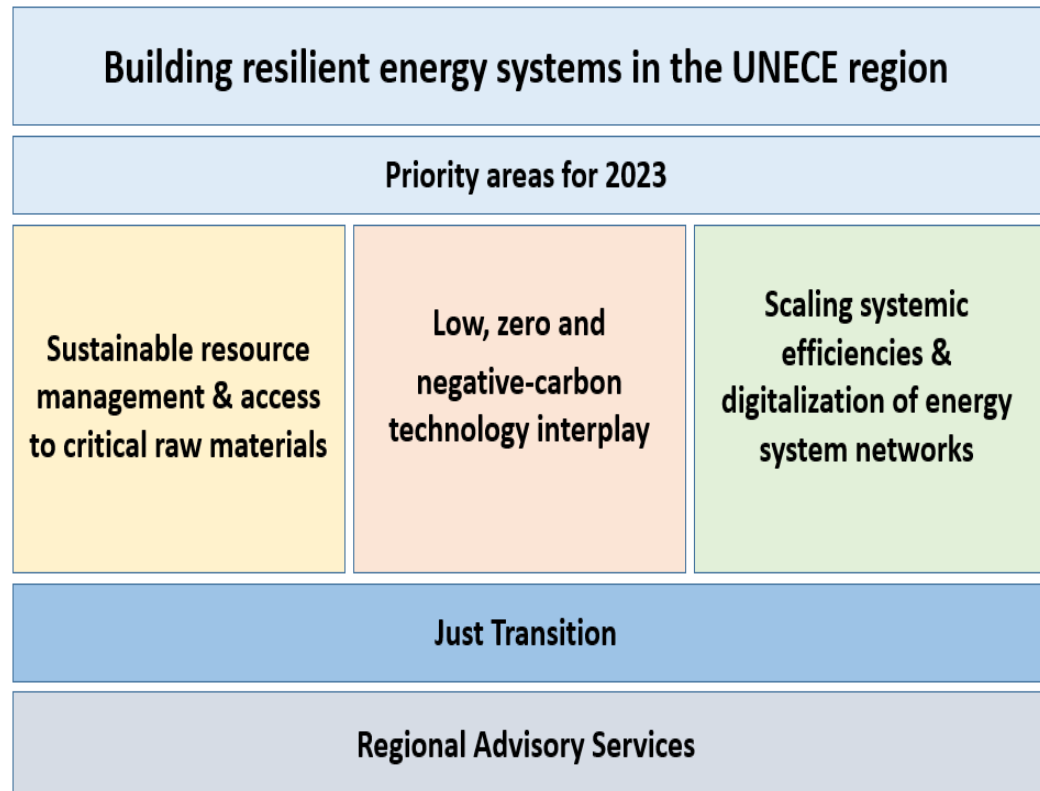 Building resilient energy systems in the UNECE region
Priority areas for 2023
Sustainable resource
management & access
to critical raw materials
Low, zero and
negative-carbon
technology interplay
Scaling systemic
efficiencies &
digitalization of energy
system networks
Just Transition
Regional Advisory Services